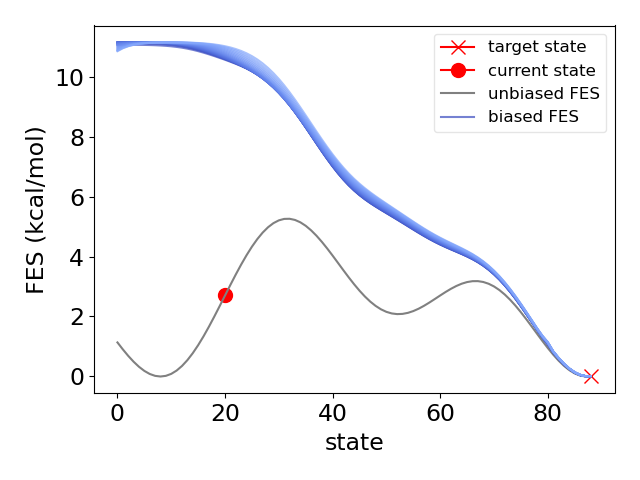 target state
current state
unbiased FES
biased FES
FES (kcal/mol)
10
8
6
4
2
0
0 20 40 60 80
state